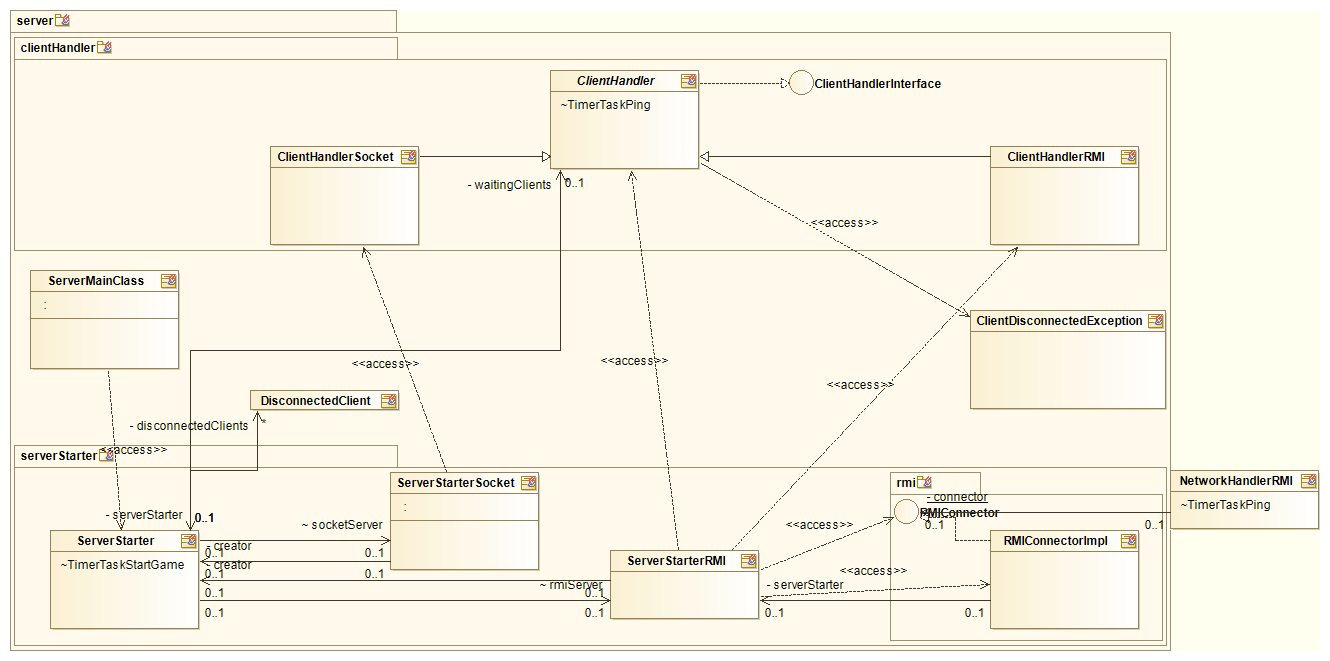 server
clientHandler
ClientHandler
~TimerTaskPing
ClientHandlerInterface
ClientHandlerSocket
ClientHandlerRMI
- waitingClients
0..1
<<access>>
ServerMainClass
:
ClientDisconnectedException
<<access>>
<<access>>
<<access>>
DisconnectedClient
- disconnectedClients
*
<<access>>
serverStarter
ServerStarterSocket
:
rmi
NetworkHandlerRMI
~TimerTaskPing
- connector
RMIConnector
0..1
0..1
- serverStarter
0..1
~ socketServer
<<access>>
ServerStarter
~TimerTaskStartGame
- creator
0..1
0..1
- creator
0..1
0..1
ServerStarterRMI
RMIConnectorImpl
<<access>>
~ rmiServer
0..1
- serverStarter
0..1
0..1
0..1
0..1
0..1